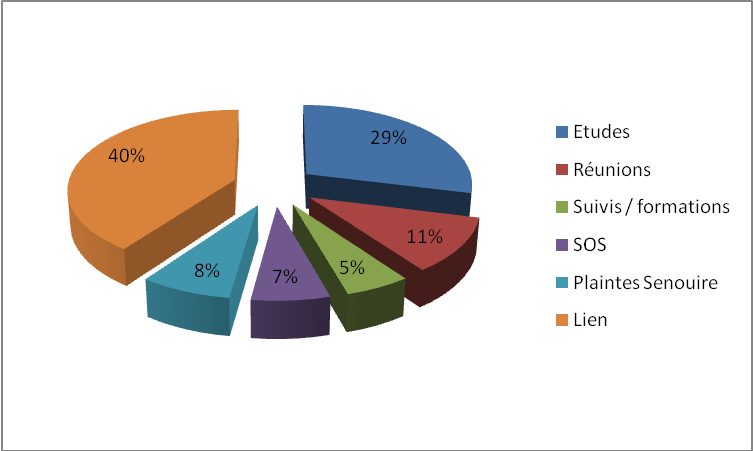 29%
11%
5%
7%
8%
40%
Etudes
Réunions
Suivis / formations
SOS
Plaintes Senouire
Lien